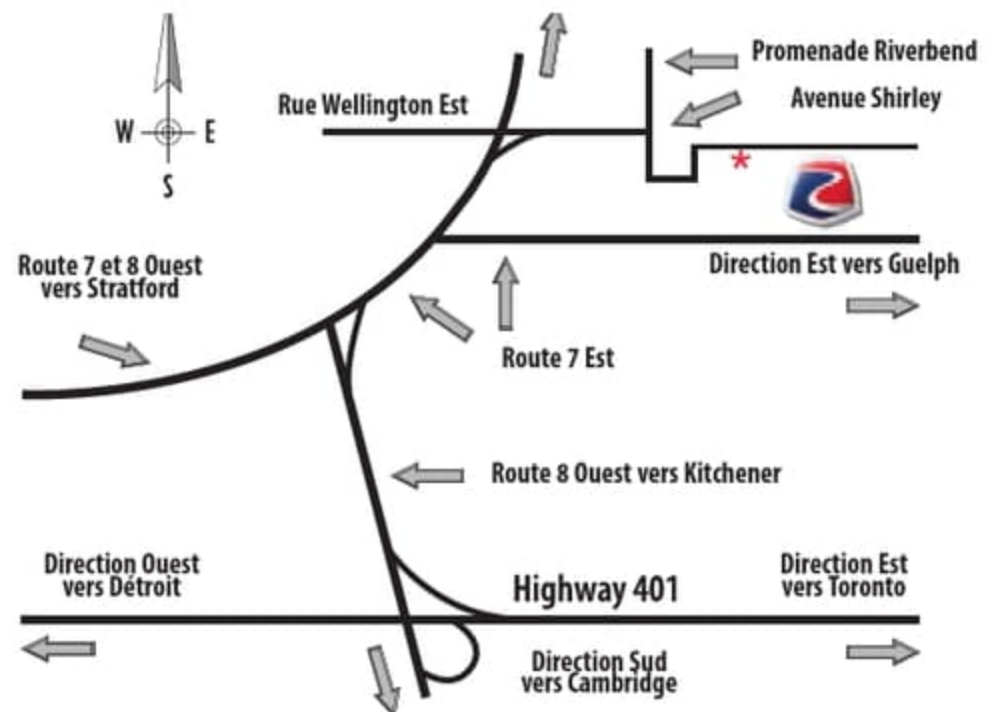 Promenade Riverbend
Avenue Shirley
Rue Wellington Est
W
E
S
Route 7 et 8 Ouest
vers Stratford
Direction Est vers Guelph
Route 7 Est
Route 8 Ouest vers Kitchener
Direction Ouest
vers Détroit
Highway 401
Direction Est
vers Toronto
Direction Sud
vers Cambridge